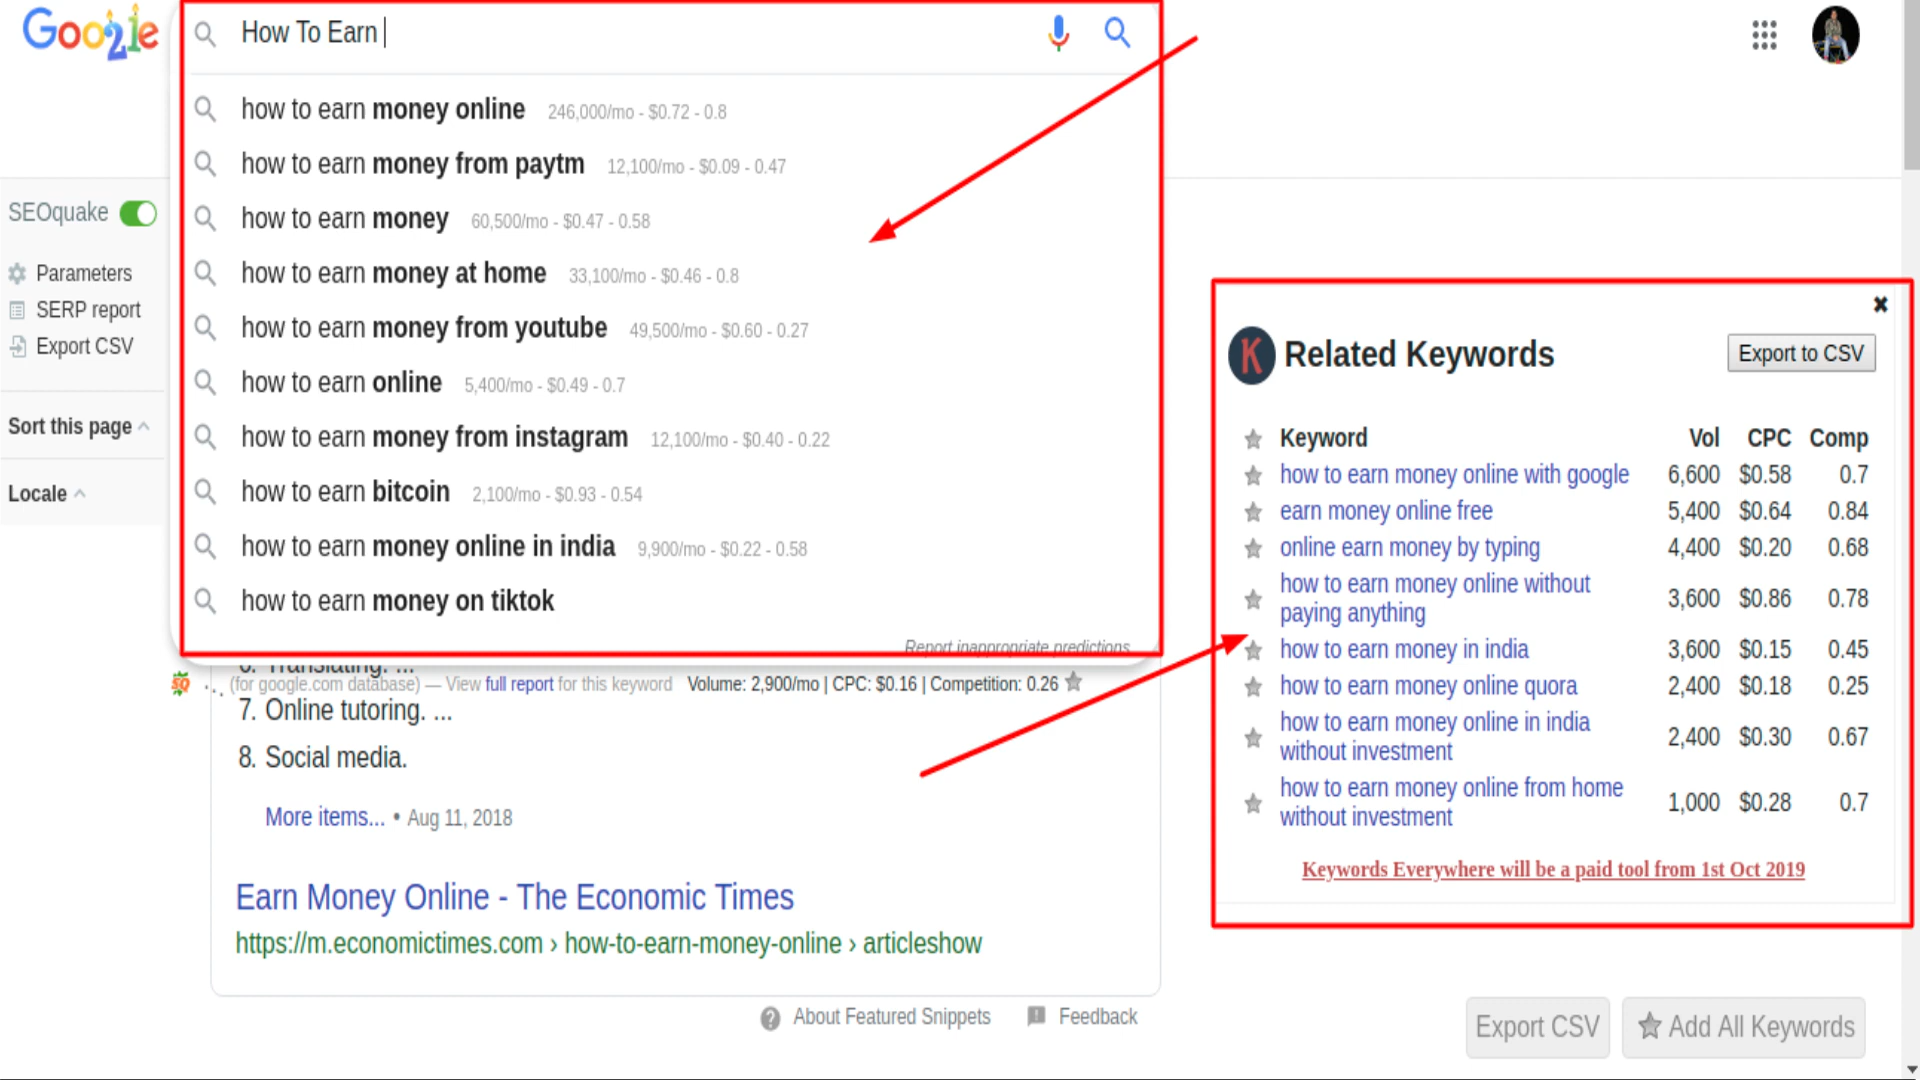 Google
How To Earn
how to earn money online 246,000/mo - $0.72 - 0.8
how to earn money from paytm 12,100/mo - $0.09 - 0.47
how to earn money 60,500/mo - $0.47 - 0.58
how to earn money at home 33,100/mo - $0.46 - 0.8
how to earn money from youtube 49,500/mo - $0.60 - 0.27
how to earn online 5,400/mo - $0.49 - 0.7
how to earn money from instagram 12,100/mo - $0.40 - 0.22
how to earn bitcoin 2,100/mo - $0.93 - 0.54
how to earn money online in india 9,900/mo - $0.22 - 0.58
how to earn money on tiktok
Report inappropriate predictions
SEOquake
Parameters
SERP report
Export CSV
Sort this page
Locale
6. Translating. ...
(for google.com database) — View full report for this keyword Volume: 2,900/mo | CPC: $0.16 | Competition: 0.26
7. Online tutoring. ...
8. Social media.
More items... • Aug 11, 2018
Earn Money Online - The Economic Times
https://m.economictimes.com › how-to-earn-money-online › articleshow
About Featured Snippets
Feedback
K Related Keywords
Export to CSV
Keyword Vol CPC Comp
how to earn money online with google 6,600 $0.58 0.7
earn money online free 5,400 $0.64 0.84
online earn money by typing 4,400 $0.20 0.68
how to earn money online without
paying anything 3,600 $0.86 0.78
how to earn money in india 3,600 $0.15 0.45
how to earn money online quora 2,400 $0.18 0.25
how to earn money online in india
without investment 2,400 $0.30 0.67
how to earn money online from home
without investment 1,000 $0.28 0.7
Keywords Everywhere will be a paid tool from 1st Oct 2019
Export CSV
Add All Keywords